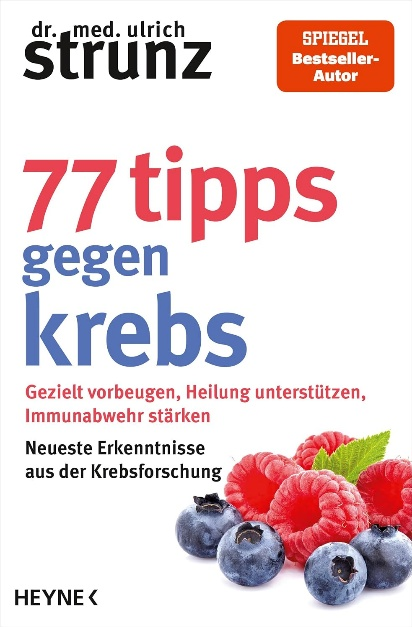 dr. med. ulrich
strunz
SPIEGEL
Bestseller-
Autor
77 tipps
gegen
krebs
Gezielt vorbeugen, Heilung unterstützen,
Immunabwehr stärken
Neueste Erkenntnisse
aus der Krebsforschung
HEYNE <